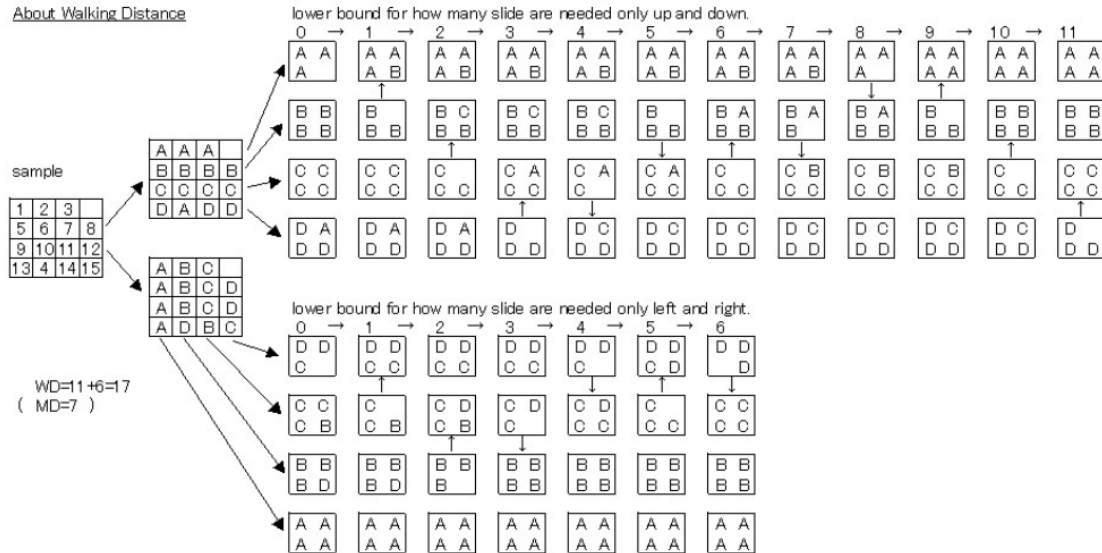 About Walking Distance
lower bound for how many slide are needed only up and down.
0 → 1 → 2 → 3 → 4 → 5 → 6 → 7 → 8 → 9 → 10 → 11
A A A A A A A A A A A A A A A A A A A A A A A A
A A B A B A B A B A B A B A B A A A A A A A
↑ ↓ ↑
B B B B C B C B C B B A B A B A B B B B B
B B B B B B B B B B B B B B B B B B B B B B B
↑ ↓ ↑ ↓ ↑
C C C C C C A C A C A C C B C B C B C C C
C C C C C C C C C C C C C C C C C C C C C C C C
↑ ↓ ↑
D A D A D A D D C D C D C D C D C D C D C D
D D D D D D D D D D D D D D D D D D D D D D D D
sample
1 2 3
5 6 7 8
9 10 11 12
13 4 14 15
A A A
B B B B
C C C C
D A D D
A B C
A B C D
A B C D
A D B C
WD=11+6=17
( MD=7 )
lower bound for how many slide are needed only left and right.
0 → 1 → 2 → 3 → 4 → 5 → 6
D D D D D D D D D D D D D D
C C C C C C C C C D D
↑ ↓ ↑ ↓
C C C C D C D C D C C C
C B C B C B C C C C C C C
↑ ↓
B B B B B B B B B B B B B B
B D B D B B B B B B B B B
A A A A A A A A A A A A A A
A A A A A A A A A A A A A A